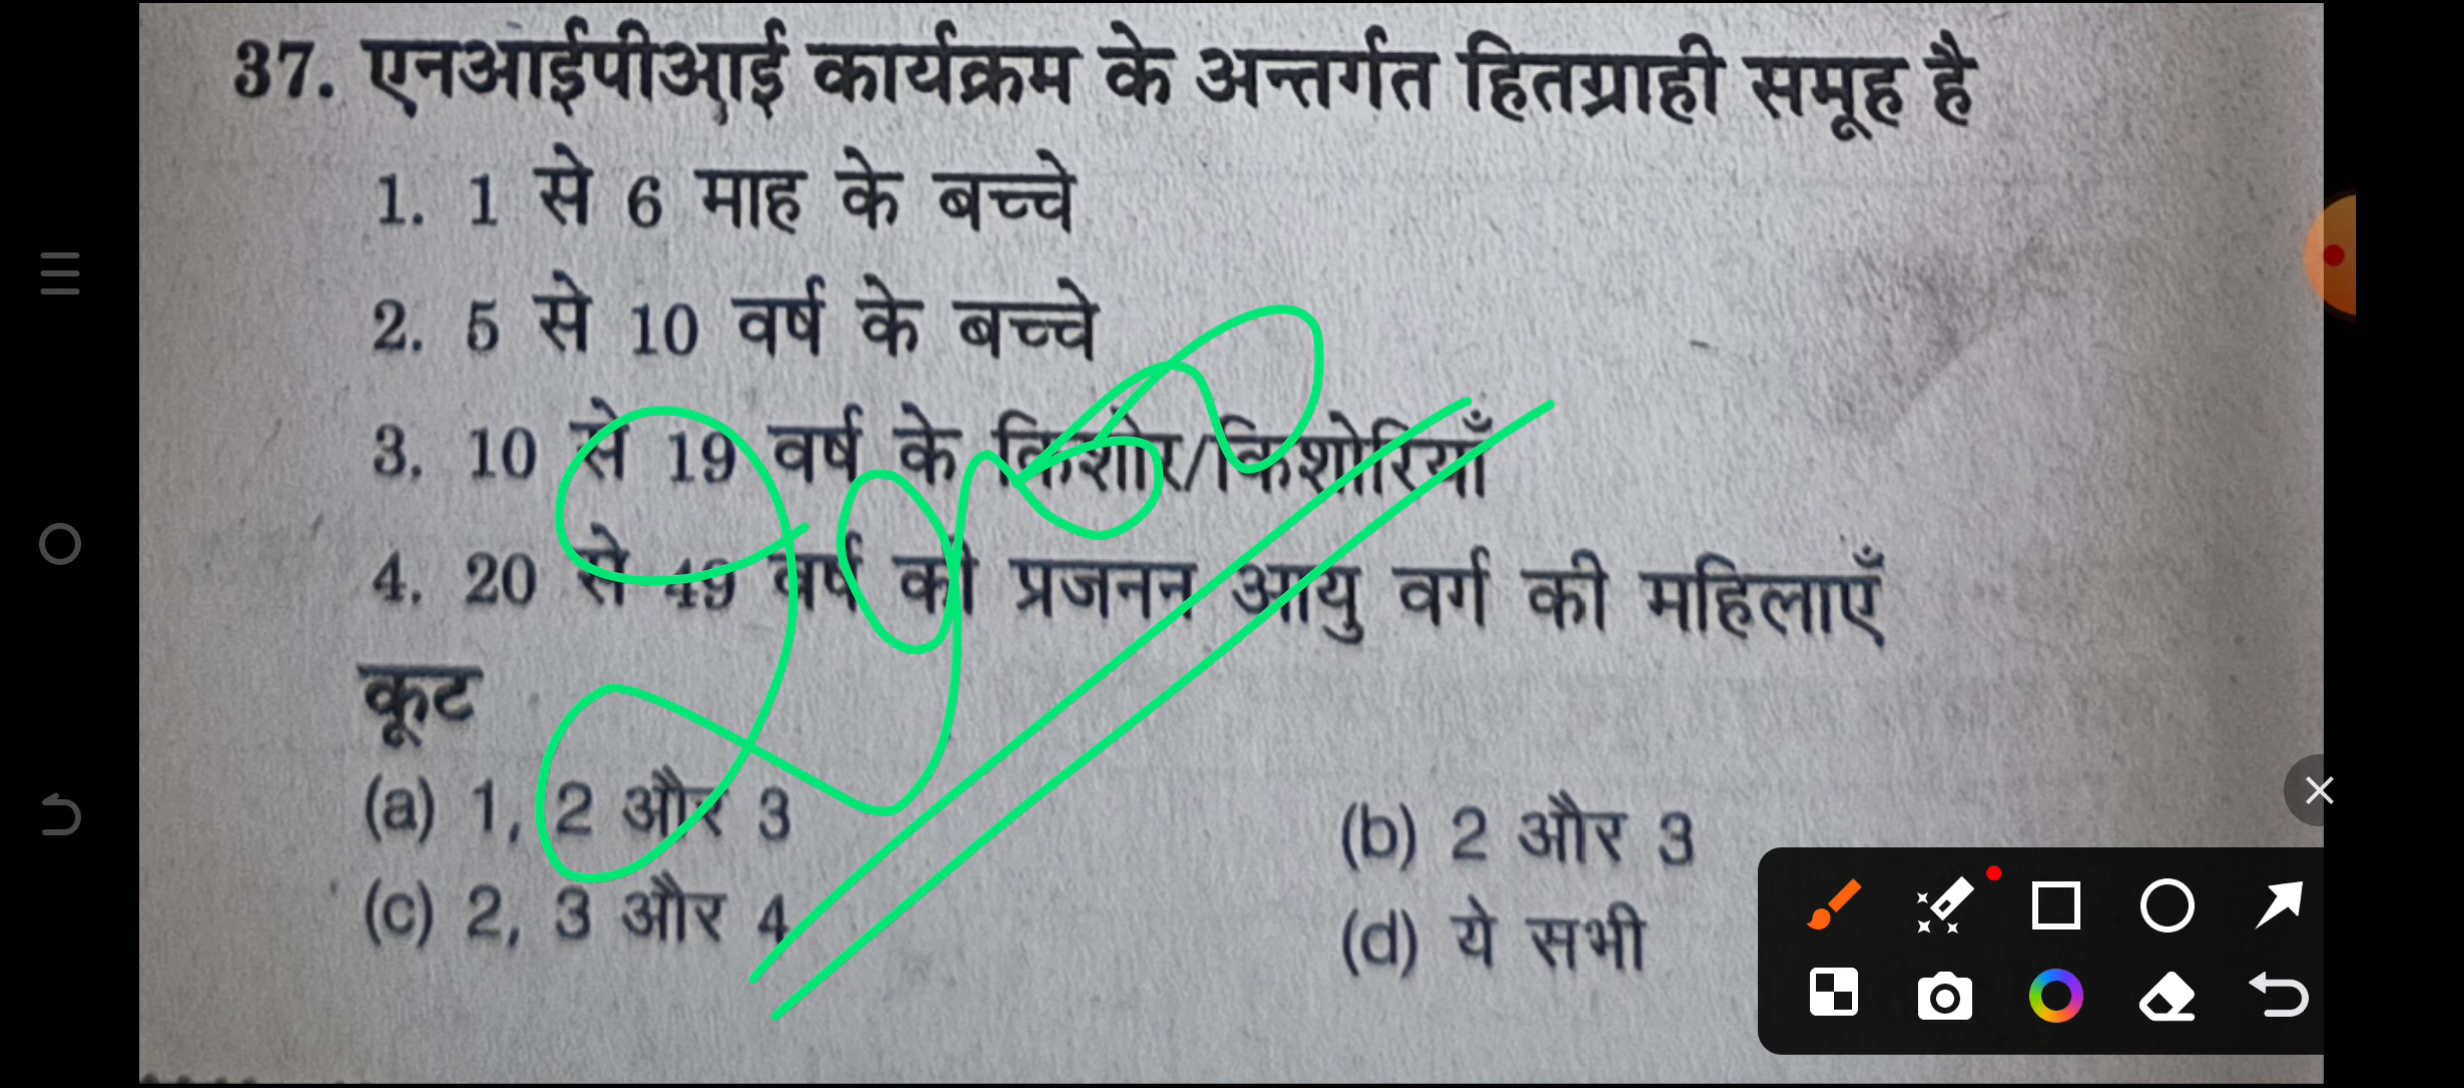 37. एनआईपीआई कार्यक्रम के अन्तर्गत हितग्राही समूह है
1. 1 से 6 माह के बच्चे
2. 5 से 10 वर्ष के बच्चे
3. 10 से 19 वर्ष के किशोर/किशोरियाँ
4. 20 से 49 वर्ष की प्रजनन आयु वर्ग की महिलाएँ
कूट
(a) 1, 2 और 3
(b) 2 और 3
(c) 2, 3 और 4
(d) ये सभी